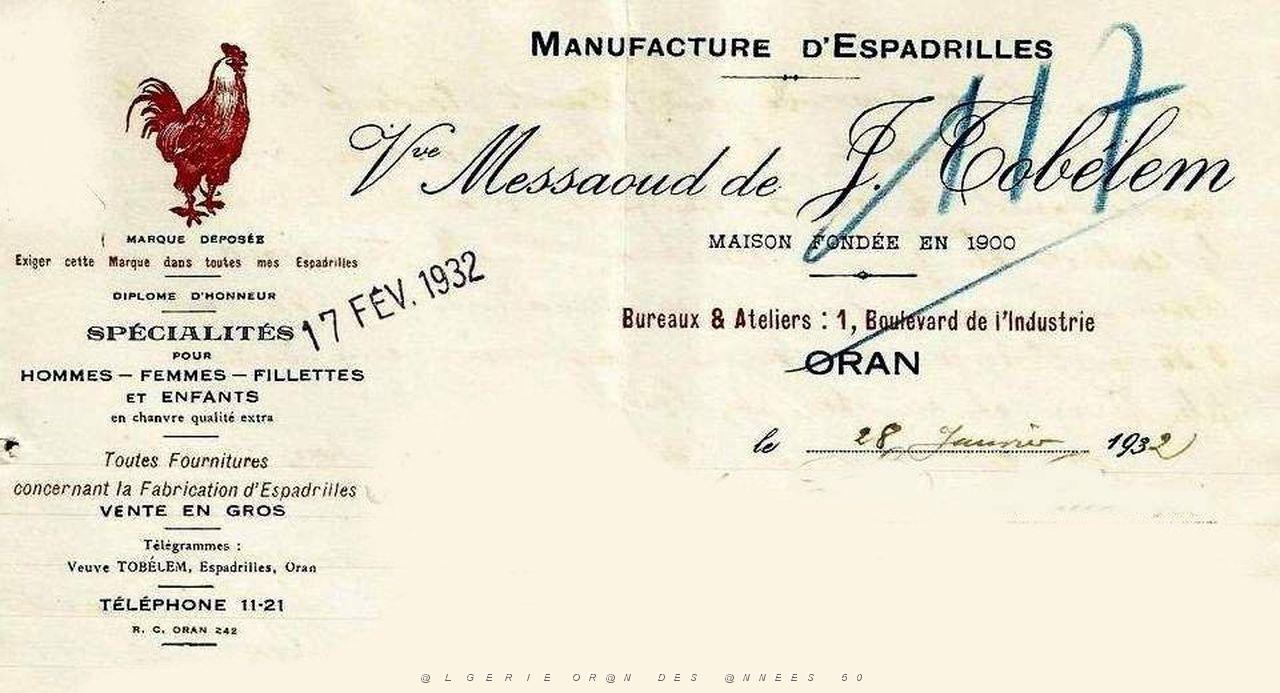 MANUFACTURE D'ESPADRILLES
Vve Messaoud de J. Tobélem
MAISON FONDÉE EN 1900
Bureaux & Ateliers : 1, Boulevard de l'Industrie
ORAN
le 28 Janvier 1932
117
MARQUE DÉPOSÉE
Exiger cette Marque dans toutes mes Espadrilles
DIPLOME D'HONNEUR
17 FÉV. 1932
SPÉCIALITÉS
POUR
HOMMES — FEMMES — FILLETTES
ET ENFANTS
en chanvre qualité extra
Toutes Fournitures
concernant la Fabrication d'Espadrilles
VENTE EN GROS
Télégrammes :
Veuve TOBÉLEM, Espadrilles, Oran
TÉLÉPHONE 11-21
R. C. ORAN 242
@LGERIE OR@N DES @NNEES 50